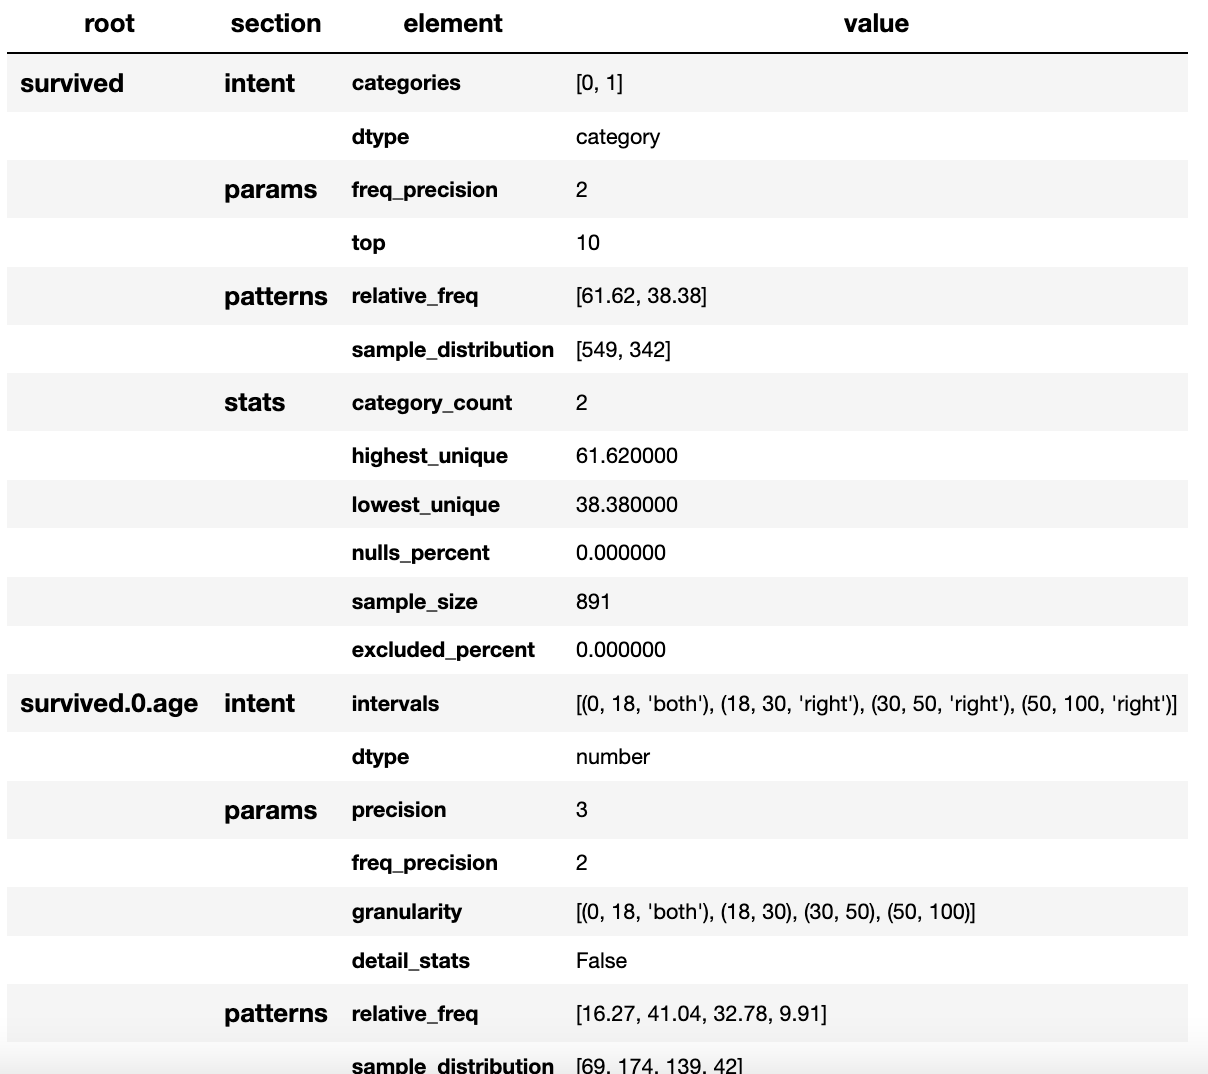 root section element value
survived intent categories [0, 1]
dtype category
params freq_precision 2
top 10
patterns relative_freq [61.62, 38.38]
sample_distribution [549, 342]
stats category_count 2
highest_unique 61.620000
lowest_unique 38.380000
nulls_percent 0.000000
sample_size 891
excluded_percent 0.000000
survived.0.age intent intervals [(0, 18, 'both'), (18, 30, 'right'), (30, 50, 'right'), (50, 100, 'right')]
dtype number
params precision 3
freq_precision 2
granularity [(0, 18, 'both'), (18, 30), (30, 50), (50, 100)]
detail_stats False
patterns relative_freq [16.27, 41.04, 32.78, 9.91]
sample_distribution [69, 174, 139, 42]